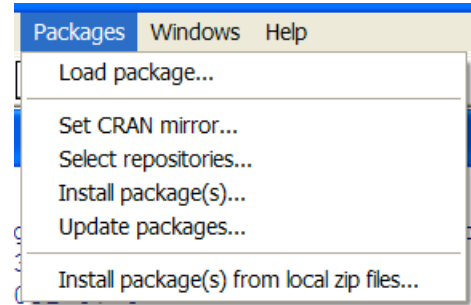 Packages Windows Help
Load package...
Set CRAN mirror...
Select repositories...
Install package(s)...
Update packages...
Install package(s) from local zip files...